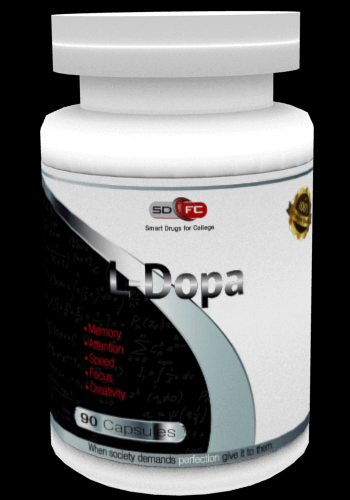 SD FC
Smart Drugs for College
L-Dopa
+Memory
+Attention
+Speed
+Focus
+Creativity
90 Capsules
When society demands perfection give it to them